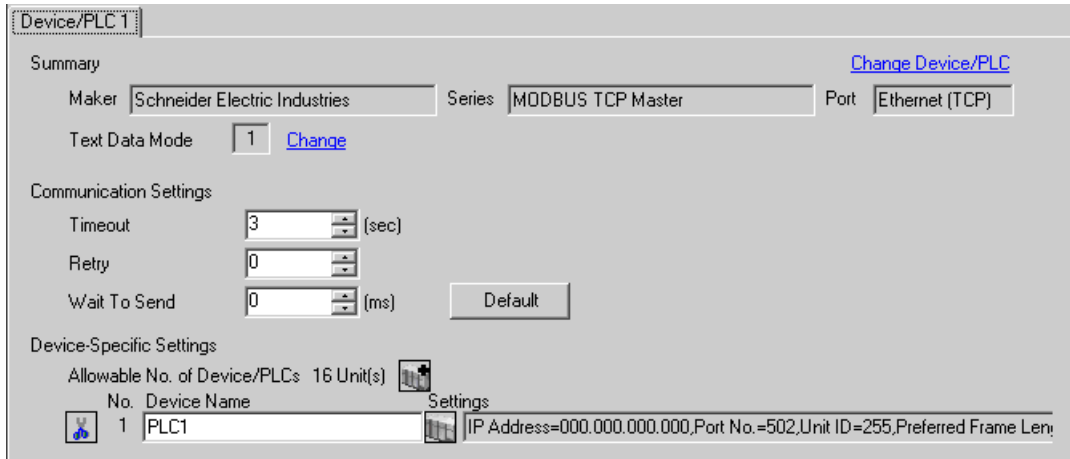 Device/PLC 1
Summary Change Device/PLC
Maker Schneider Electric Industries Series MODBUS TCP Master Port Ethernet (TCP)
Text Data Mode 1 Change
Communication Settings
Timeout 3 (sec)
Retry 0
Wait To Send 0 (ms) Default
Device-Specific Settings
Allowable No. of Device/PLCs 16 Unit(s)
No. Device Name Settings
1 PLC1 IP Address=000.000.000.000,Port No.=502,Unit ID=255,Preferred Frame Len